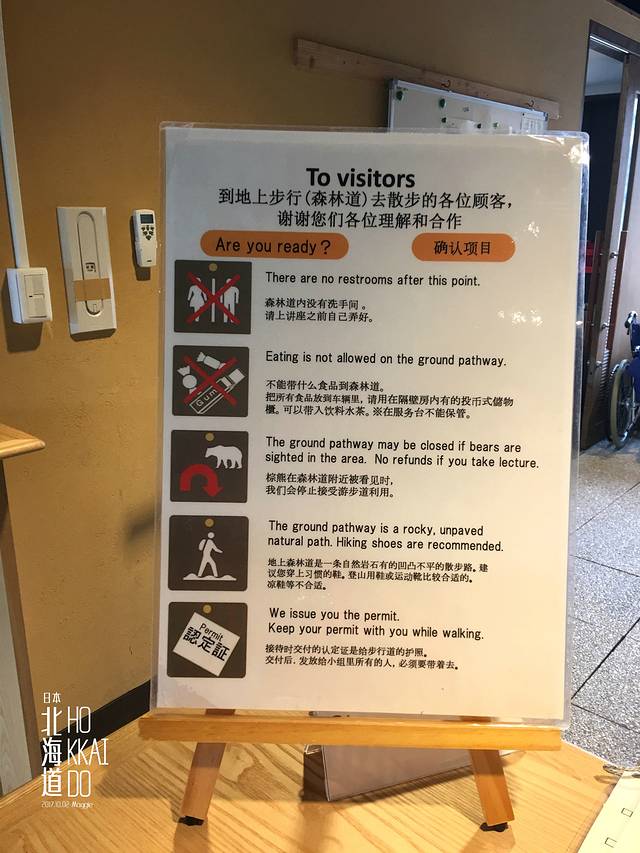 To visitors
到地上步行(森林道)去散步的各位顾客，
谢谢您们各位理解和合作
Are you ready?
确认项目
There are no restrooms after this point.
森林道内没有洗手间。
请上讲座之前自己弄好。
Gum
Eating is not allowed on the ground pathway.
不能带什么食品到森林道。
把所有食品放到车辆里，请用在隔壁房内有的投币式储物
櫃。可以带入饮料水茶。※在服务台不能保管。
The ground pathway may be closed if bears are
sighted in the area. No refunds if you take lecture.
棕熊在森林道附近被看见时，
我们会停止接受游步道利用。
The ground pathway is a rocky, unpaved
natural path. Hiking shoes are recommended.
地上森林道是一条自然岩石有的凹凸不平的散步路。建
议您穿上习惯的鞋。登山用鞋或运动靴比较合适的。
凉鞋等不合适。
Permit
認定証
We issue you the permit.
Keep your permit with you while walking.
接待时交付的认定证是给步行道的护照。
交付后，发放给小组里所有的人，必须要带着去。
日本
北海道
HO
KKAI
DO
2017.10.02 Maggie